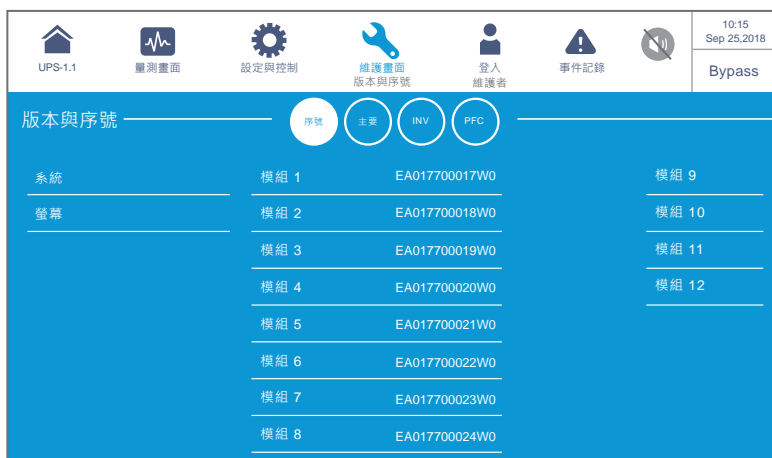 10:15
Sep 25,2018
Bypass
UPS-1.1
量測畫面
設定與控制
維護畫面
版本與序號
登入
維護者
事件記錄
版本與序號
序號
主要
INV
PFC
系統
螢幕
模組 1 EA017700017W0
模組 2 EA017700018W0
模組 3 EA017700019W0
模組 4 EA017700020W0
模組 5 EA017700021W0
模組 6 EA017700022W0
模組 7 EA017700023W0
模組 8 EA017700024W0
模組 9
模組 10
模組 11
模組 12